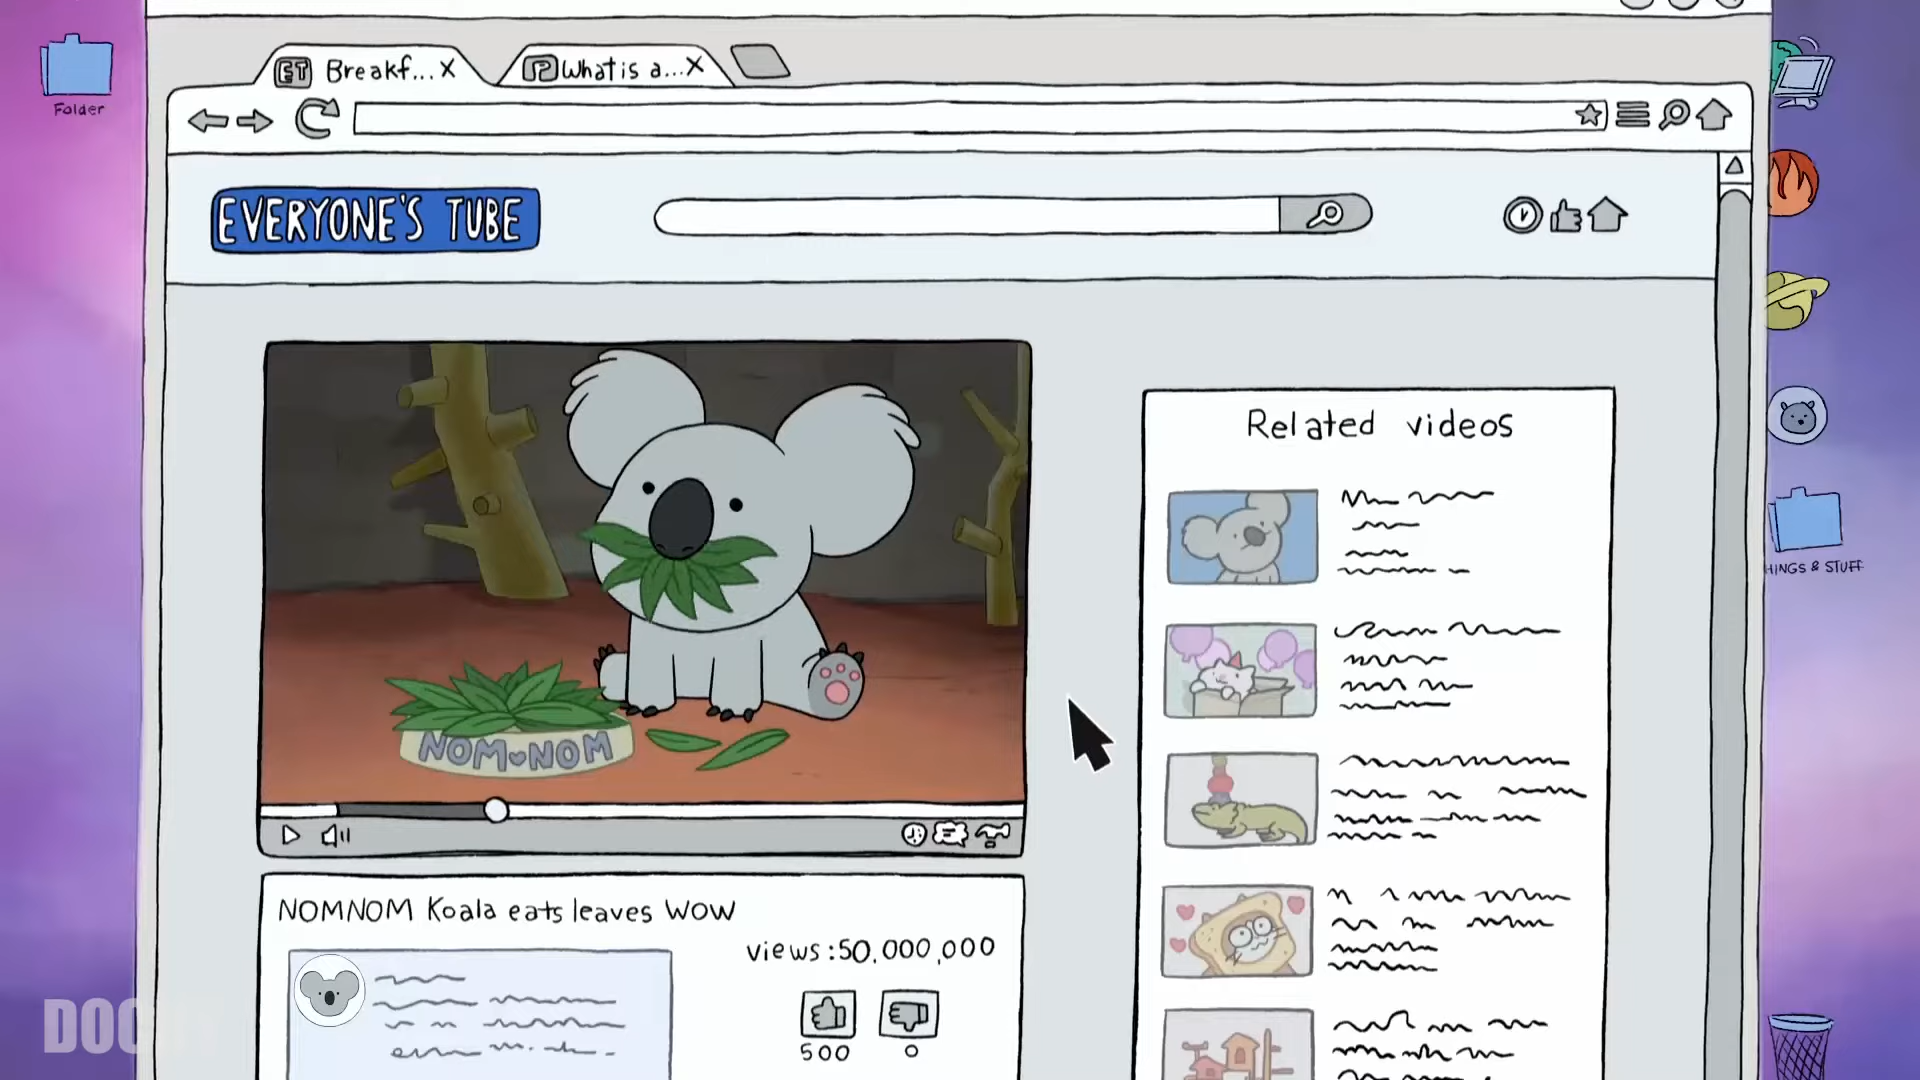 Folder
ET Breakf... X
P What is a... X
EVERYONE'S TUBE
Related videos
THINGS & STUFF
NOM♥NOM
NOMNOM Koala eats leaves WOW
views:50,000,000
500
0